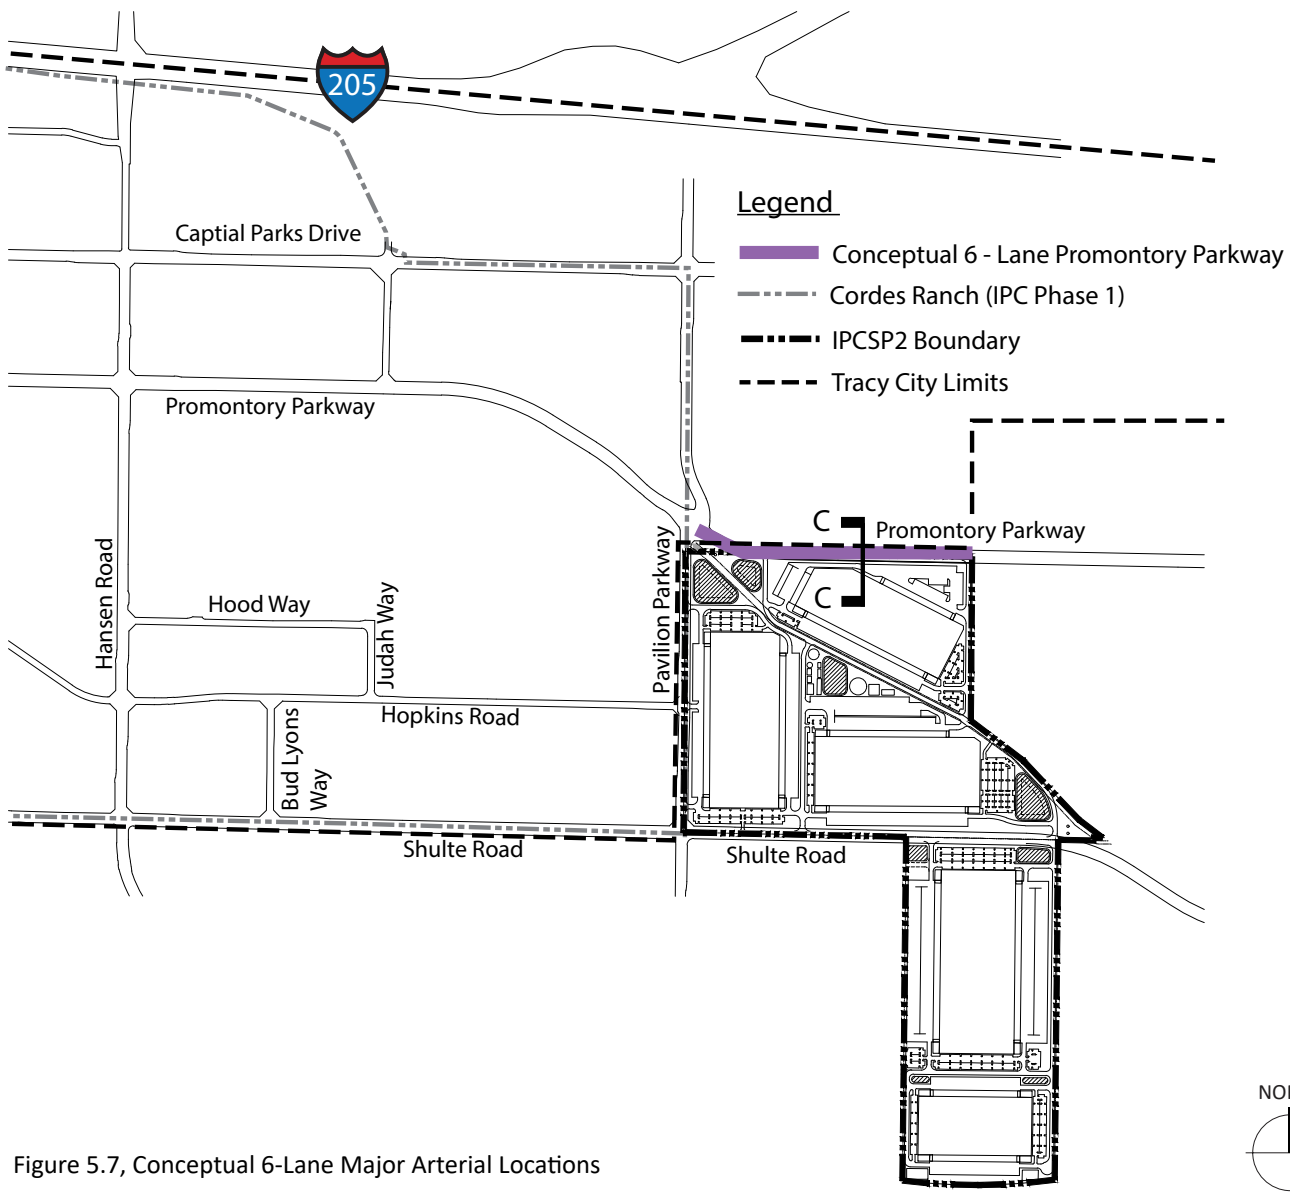 205
Legend
Captial Parks Drive
Conceptual 6 - Lane Promontory Parkway
Cordes Ranch (IPC Phase 1)
IPCSP2 Boundary
Tracy City Limits
Promontory Parkway
C
Promontory Parkway
Hansen Road
Pavilion Parkway
C
Hood Way
Judah Way
Hopkins Road
Bud Lyons
Way
Shulte Road
Shulte Road
Figure 5.7, Conceptual 6-Lane Major Arterial Locations